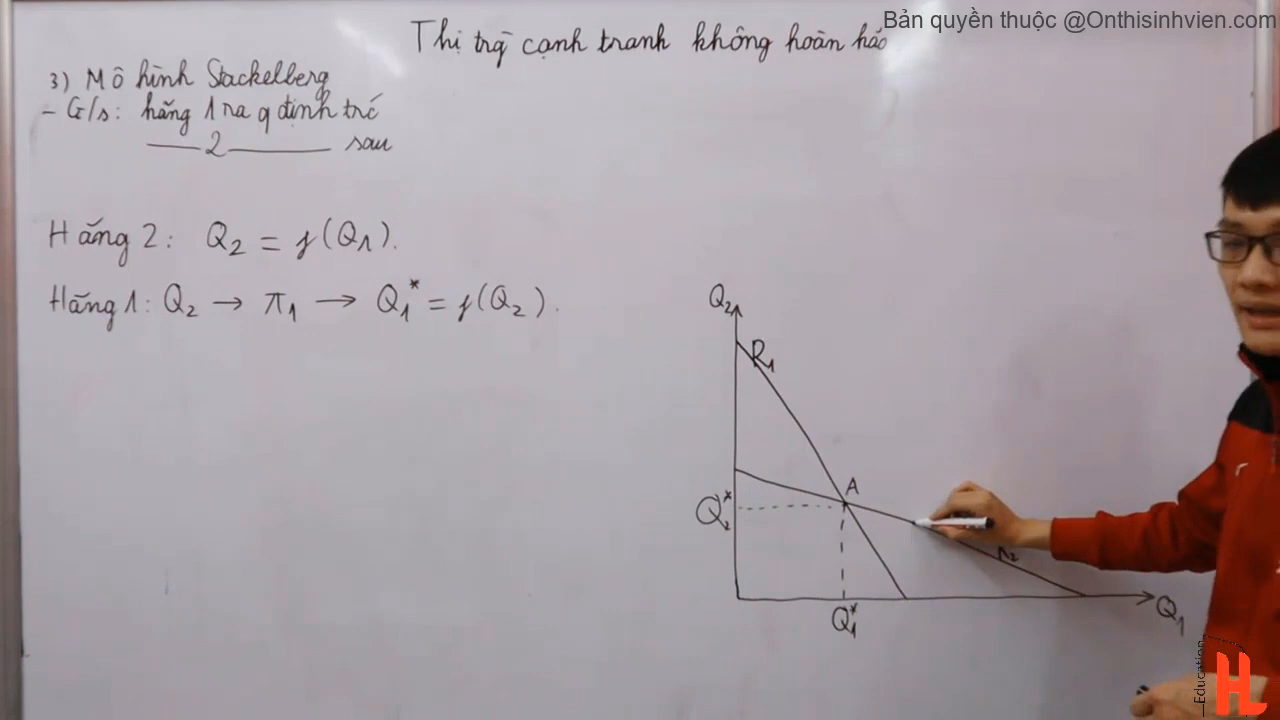 Bản quyền thuộc @Onthisinhvien.com
Thị trg cạnh tranh không hoàn hảo
3) Mô hình Stackelberg
- G/s: hãng 1 ra q định trc
——2—— sau
Hãng 2: Q₂ = f(Q₁).
Hãng 1: Q₂ → π₁ → Q₁* = f(Q₂).
Q₂
R₁
A
Q₂*
R₂
Q₁
Q₁*
Education
HL